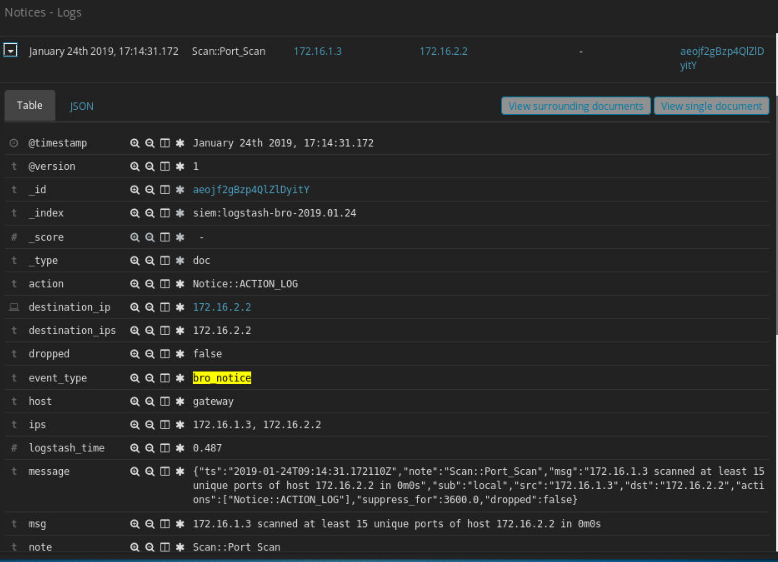 Notices - Logs
January 24th 2019, 17:14:31.172 Scan::Port_Scan 172.16.1.3 172.16.2.2 - aeojf2gBzp4QlZlD
yitY
Table JSON View surrounding documents View single document
@timestamp January 24th 2019, 17:14:31.172
t @version 1
t _id aeojf2gBzp4QlZlDyitY
t _index siem:logstash-bro-2019.01.24
# _score -
t _type doc
t action Notice::ACTION_LOG
destination_ip 172.16.2.2
t destination_ips 172.16.2.2
t dropped false
t event_type bro_notice
t host gateway
t ips 172.16.1.3, 172.16.2.2
# logstash_time 0.487
t message {"ts":"2019-01-24T09:14:31.172110Z","note":"Scan::Port_Scan","msg":"172.16.1.3 scanned at least 15
unique ports of host 172.16.2.2 in 0m0s","sub":"local","src":"172.16.1.3","dst":"172.16.2.2","acti
ons":["Notice::ACTION_LOG"],"suppress_for":3600.0,"dropped":false}
t msg 172.16.1.3 scanned at least 15 unique ports of host 172.16.2.2 in 0m0s
t note Scan::Port_Scan